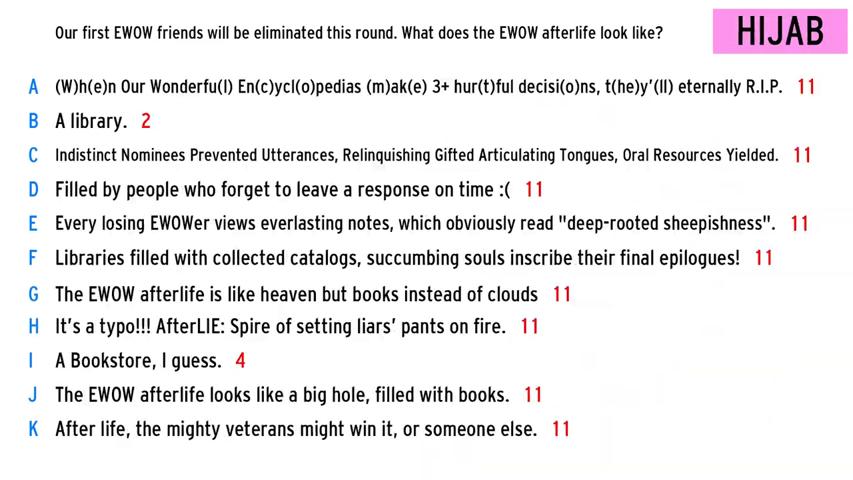 Our first EWOW friends will be eliminated this round. What does the EWOW afterlife look like?
HIJAB
A (W)h(e)n Our Wonderfu(l) En(c)ycl(o)pedias (m)ak(e) 3+ hur(t)ful decisi(o)ns, t(he)y'(ll) eternally R.I.P. 11
B A library. 2
C Indistinct Nominees Prevented Utterances, Relinquishing Gifted Articulating Tongues, Oral Resources Yielded. 11
D Filled by people who forget to leave a response on time :( 11
E Every losing EWOWer views everlasting notes, which obviously read "deep-rooted sheepishness". 11
F Libraries filled with collected catalogs, succumbing souls inscribe their final epilogues! 11
G The EWOW afterlife is like heaven but books instead of clouds 11
H It's a typo!!! AfterLIE: Spire of setting liars' pants on fire. 11
I A Bookstore, I guess. 4
J The EWOW afterlife looks like a big hole, filled with books. 11
K After life, the mighty veterans might win it, or someone else. 11